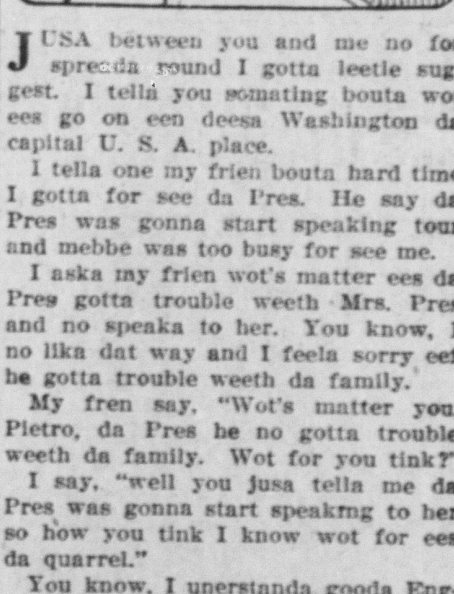 JUSA between you and me no fo
spreeda round I gotta leetle sug
gest. I tella you somating bouta wo
ees go on een deesa Washington da
capital U. S. A. place.
I tella one my frien bouta hard time
I gotta for see da Pres. He say da
Pres was gonna start speaking tour
and mebbe was too busy for see me.
I aska my frien wot's matter ees da
Pres gotta trouble weeth Mrs. Pres
and no speaka to her. You know, I
no lika dat way and I feela sorry eef
he gotta trouble weeth da family.
My fren say, "Wot's matter you
Pietro, da Pres he no gotta trouble
weeth da family. Wot for you tink?"
I say, "well you jusa tella me da
Pres was gonna start speakrng to her
so how you tink I know wot for ees
da quarrel."
You know, I unerstanda gooda Eng-